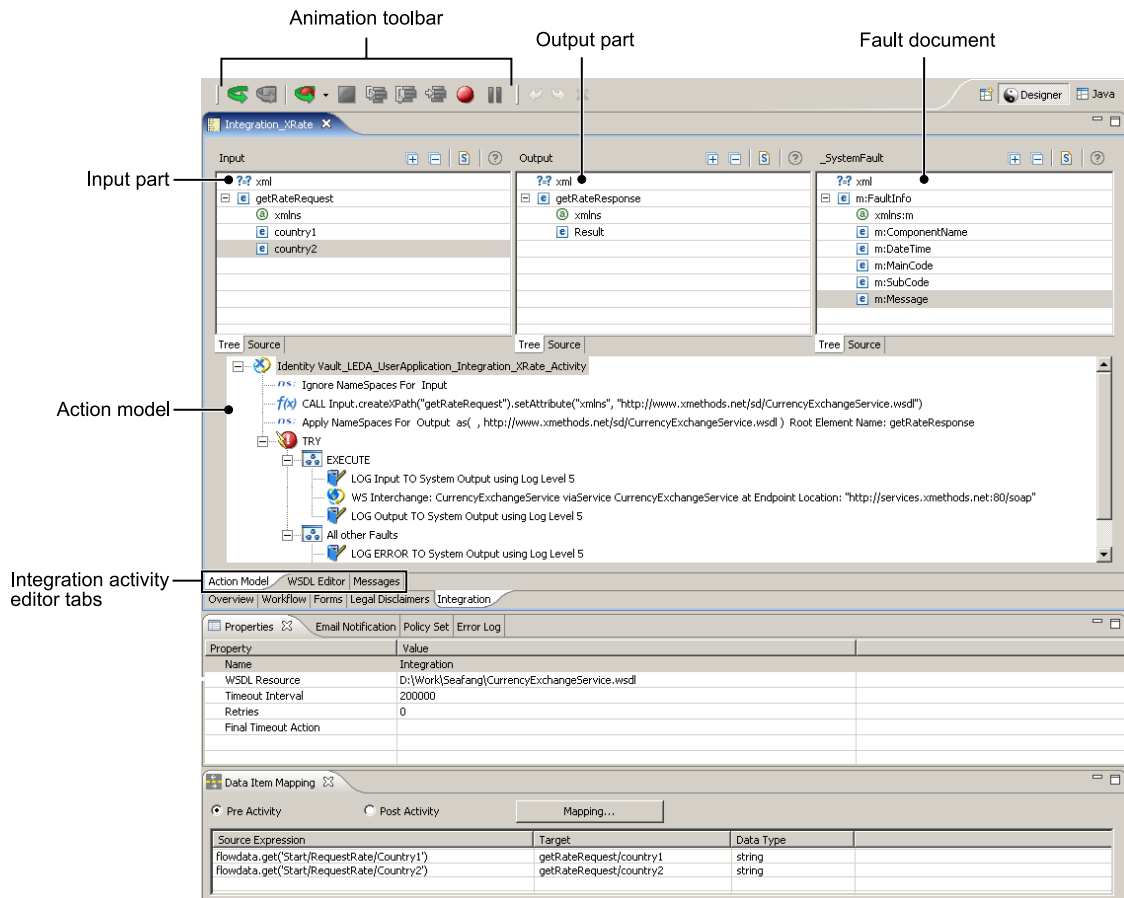 Animation toolbar
Output part
Fault document
Designer
Java
Integration_XRate
Input
Output
_SystemFault
Input part
?=? xml
getRateRequest
xmlns
country1
country2
?=? xml
getRateResponse
xmlns
Result
?=? xml
m:FaultInfo
xmlns:m
m:ComponentName
m:DateTime
m:MainCode
m:SubCode
m:Message
Tree Source
Tree Source
Tree Source
Action model
Identity Vault_LEDA_UserApplication_Integration_XRate_Activity
ns: Ignore NameSpaces For Input
f(x) CALL Input.createXPath("getRateRequest").setAttribute("xmlns", "http://www.xmethods.net/sd/CurrencyExchangeService.wsdl")
ns: Apply NameSpaces For Output as( , http://www.xmethods.net/sd/CurrencyExchangeService.wsdl ) Root Element Name: getRateResponse
TRY
EXECUTE
LOG Input TO System Output using Log Level 5
WS Interchange: CurrencyExchangeService viaService CurrencyExchangeService at Endpoint Location: "http://services.xmethods.net:80/soap"
LOG Output TO System Output using Log Level 5
All other Faults
LOG ERROR TO System Output using Log Level 5
Integration activity
editor tabs
Action Model WSDL Editor Messages
Overview Workflow Forms Legal Disclaimers Integration
Properties Email Notification Policy Set Error Log
Property Value
Name Integration
WSDL Resource D:\Work\Seafang\CurrencyExchangeService.wsdl
Timeout Interval 200000
Retries 0
Final Timeout Action
Data Item Mapping
Pre Activity Post Activity Mapping...
Source Expression Target Data Type
flowdata.get('Start/RequestRate/Country1') getRateRequest/country1 string
flowdata.get('Start/RequestRate/Country2') getRateRequest/country2 string